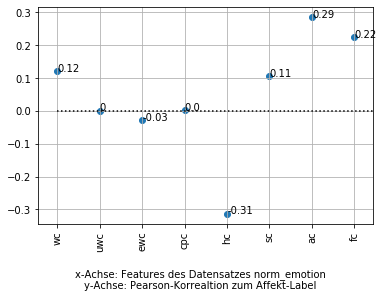 0.3
0.2
0.1
0.0
−0.1
−0.2
−0.3
0.12
0
-0.03
0.0
-0.31
0.11
0.29
0.22
wc
uwc
ewc
cpc
hc
sc
ac
fc
x-Achse: Features des Datensatzes norm_emotion
y-Achse: Pearson-Korrealtion zum Affekt-Label